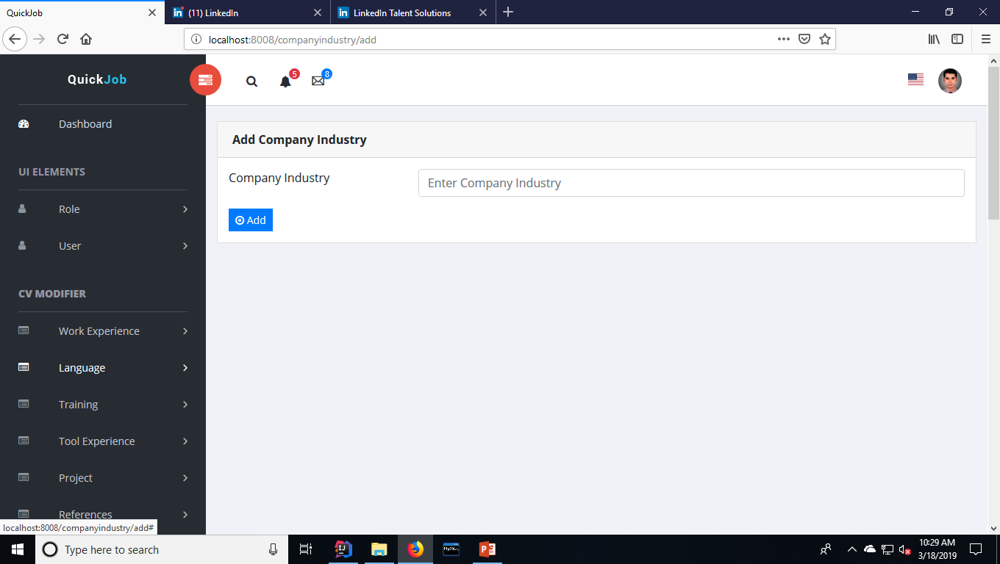 QuickJob
(11) LinkedIn
LinkedIn Talent Solutions
localhost:8008/companyindustry/add
QuickJob
5
8
Dashboard
UI ELEMENTS
Role
User
CV MODIFIER
Work Experience
Language
Training
Tool Experience
Project
References
Add Company Industry
Company Industry
Enter Company Industry
Add
localhost:8008/companyindustry/add#
Type here to search
10:29 AM
3/18/2019